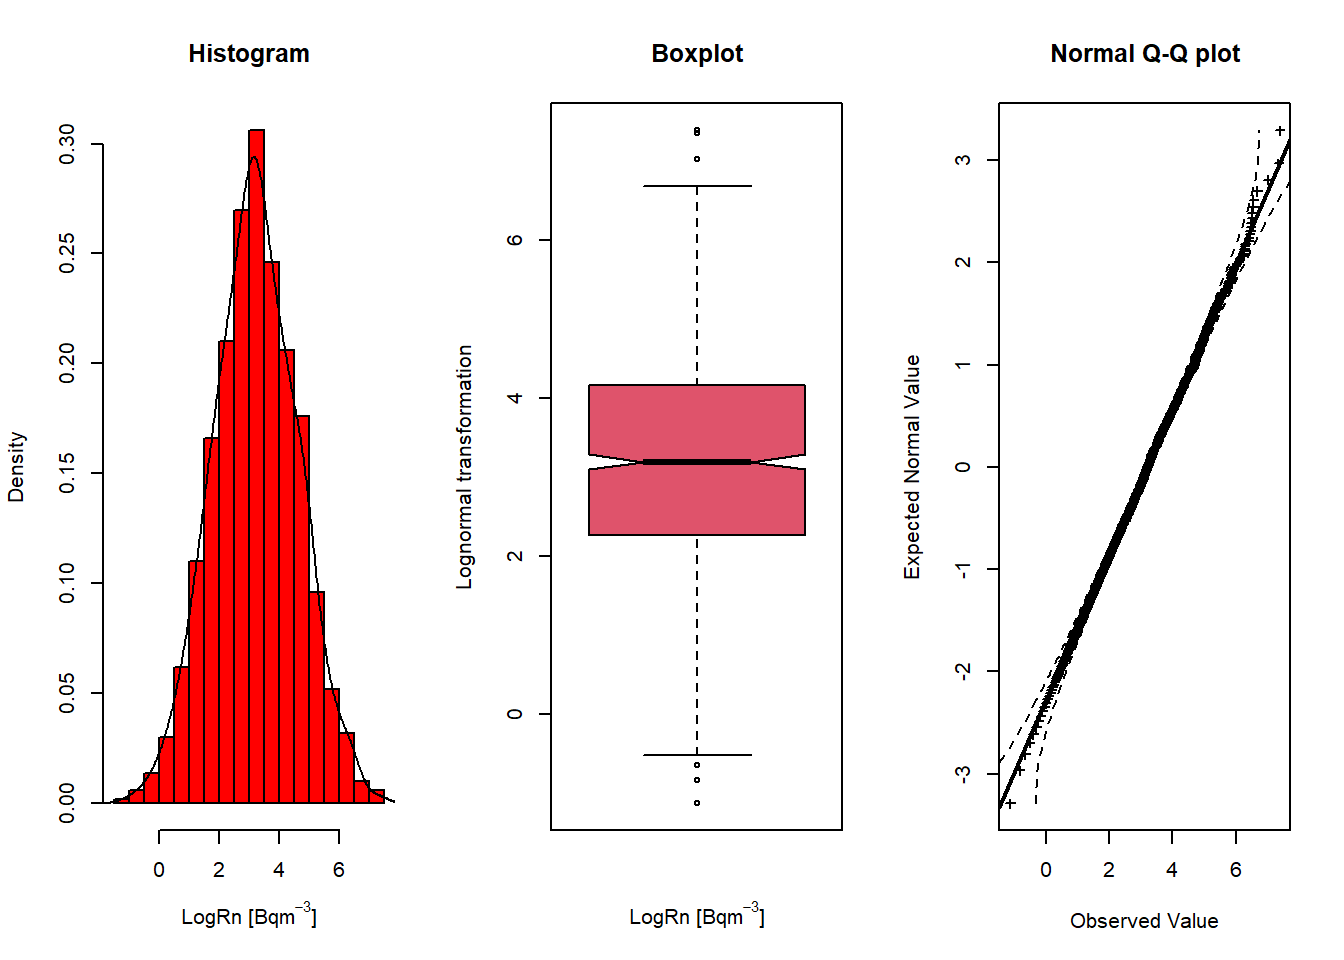 Histogram
Density
0.00
0.05
0.10
0.15
0.20
0.25
0.30
0 2 4 6
LogRn [Bqm⁻³]
Boxplot
Lognormal transformation
0
2
4
6
LogRn [Bqm⁻³]
Normal Q-Q plot
Expected Normal Value
-3
-2
-1
0
1
2
3
0 2 4 6
Observed Value